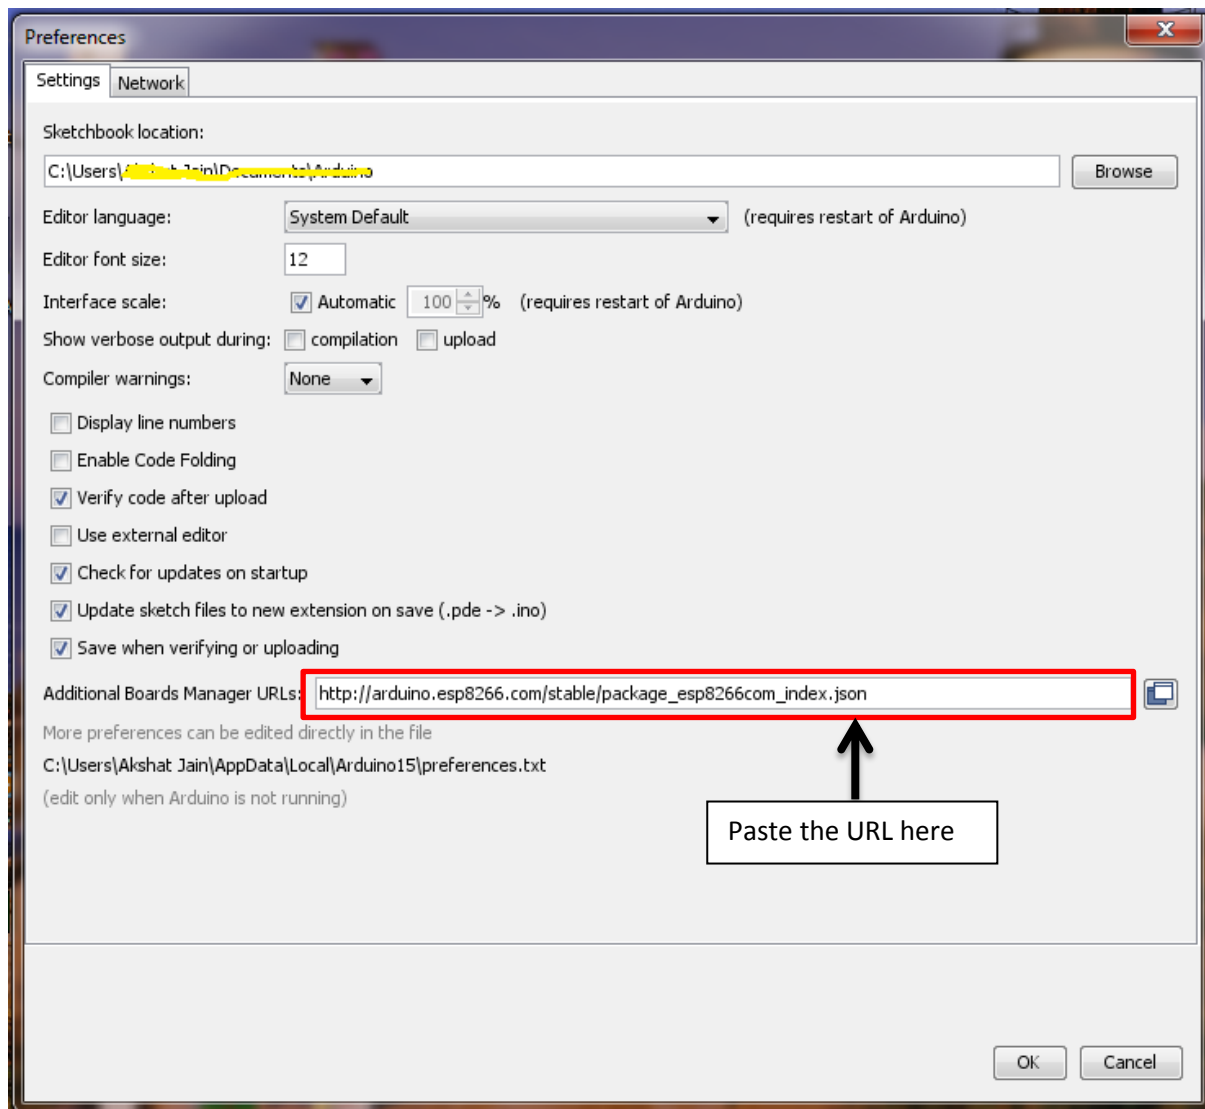 Preferences
Settings Network
Sketchbook location:
C:\Users\ Jain\Documents\Arduino Browse
Editor language: System Default (requires restart of Arduino)
Editor font size: 12
Interface scale: Automatic 100 % (requires restart of Arduino)
Show verbose output during: compilation upload
Compiler warnings: None
Display line numbers
Enable Code Folding
Verify code after upload
Use external editor
Check for updates on startup
Update sketch files to new extension on save (.pde -> .ino)
Save when verifying or uploading
Additional Boards Manager URLs: http://arduino.esp8266.com/stable/package_esp8266com_index.json
More preferences can be edited directly in the file
C:\Users\Akshat Jain\AppData\Local\Arduino15\preferences.txt
(edit only when Arduino is not running)
Paste the URL here
OK Cancel